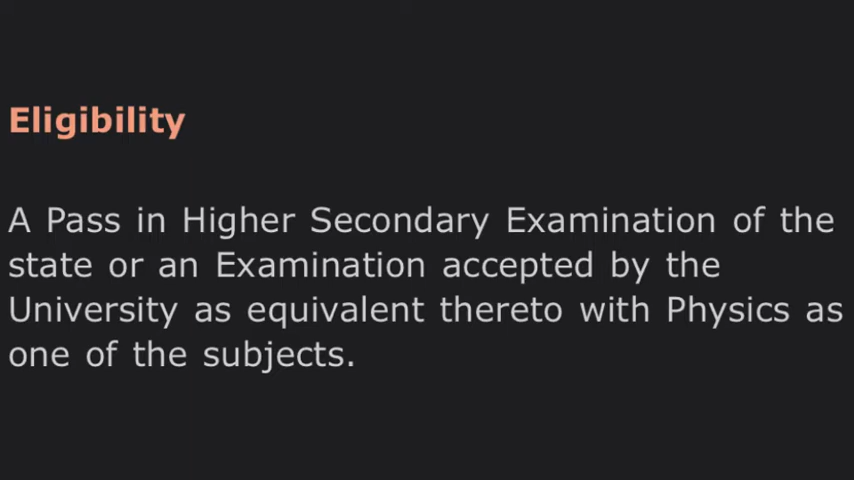 Eligibility
A Pass in Higher Secondary Examination of the
state or an Examination accepted by the
University as equivalent thereto with Physics as
one of the subjects.